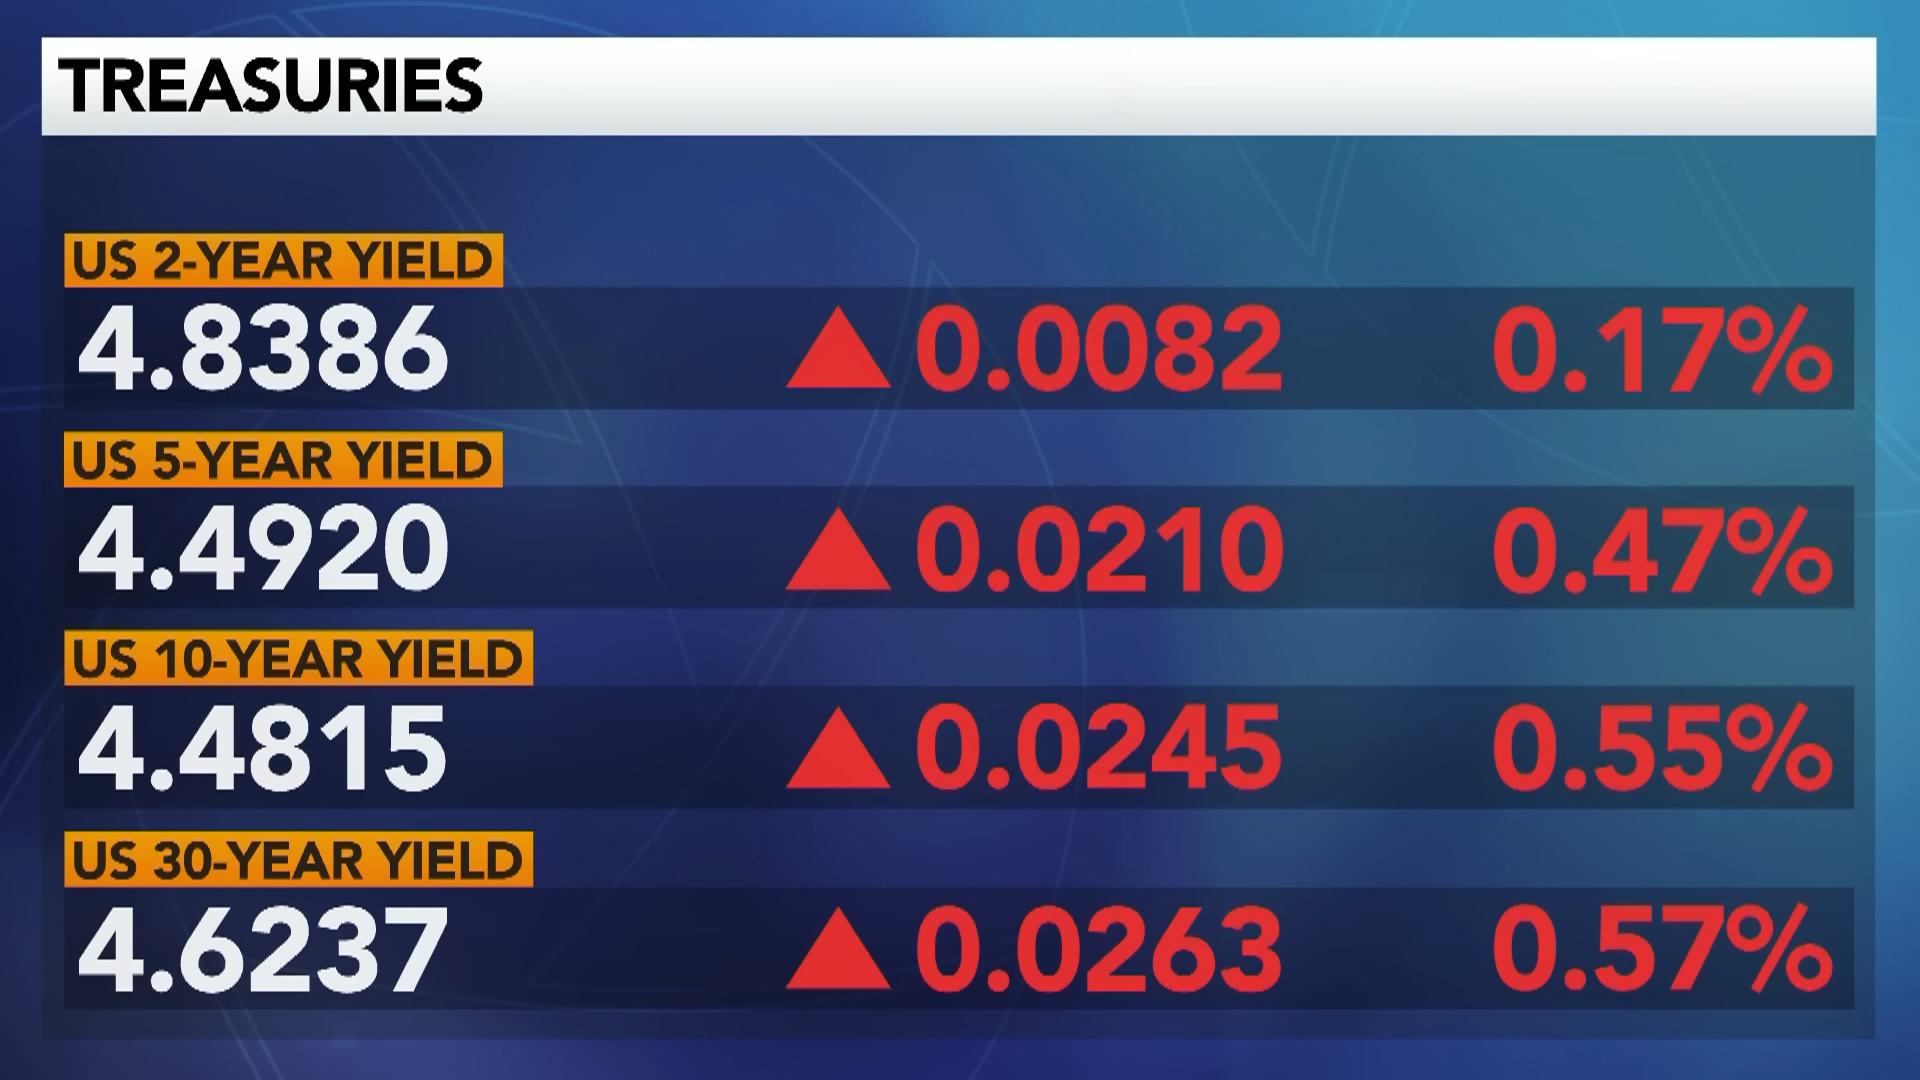 TREASURIES
US 2-YEAR YIELD
4.8386 ▲ 0.0082 0.17%
US 5-YEAR YIELD
4.4920 ▲ 0.0210 0.47%
US 10-YEAR YIELD
4.4815 ▲ 0.0245 0.55%
US 30-YEAR YIELD
4.6237 ▲ 0.0263 0.57%